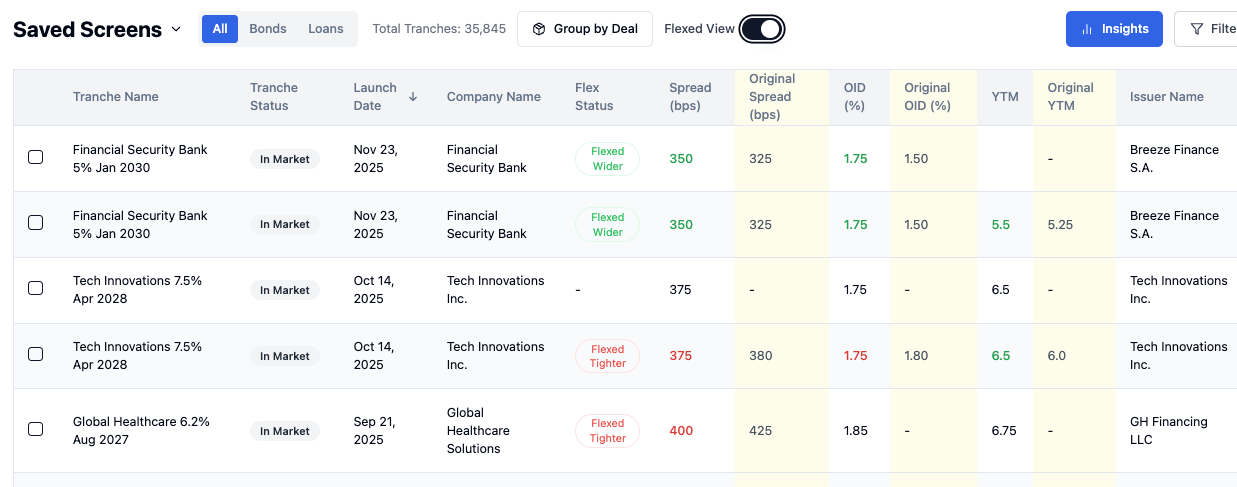 Saved Screens All Bonds Loans Total Tranches: 35,845 Group by Deal Flexed View Insights Filte
Tranche Name
Tranche
Status
Launch
Date ↓
Company Name
Flex
Status
Spread
(bps)
Original
Spread
(bps)
OID
(%)
Original
OID (%)
YTM
Original
YTM
Issuer Name
Financial Security Bank
5% Jan 2030
In Market
Nov 23,
2025
Financial
Security Bank
Flexed
Wider
350
325
1.75
1.50
-
Breeze Finance
S.A.
Financial Security Bank
5% Jan 2030
In Market
Nov 23,
2025
Financial
Security Bank
Flexed
Wider
350
325
1.75
1.50
5.5
5.25
Breeze Finance
S.A.
Tech Innovations 7.5%
Apr 2028
In Market
Oct 14,
2025
Tech Innovations
Inc.
-
375
-
1.75
-
6.5
-
Tech Innovations
Inc.
Tech Innovations 7.5%
Apr 2028
In Market
Oct 14,
2025
Tech Innovations
Inc.
Flexed
Tighter
375
380
1.75
1.80
6.5
6.0
Tech Innovations
Inc.
Global Healthcare 6.2%
Aug 2027
In Market
Sep 21,
2025
Global
Healthcare
Solutions
Flexed
Tighter
400
425
1.85
-
6.75
-
GH Financing
LLC